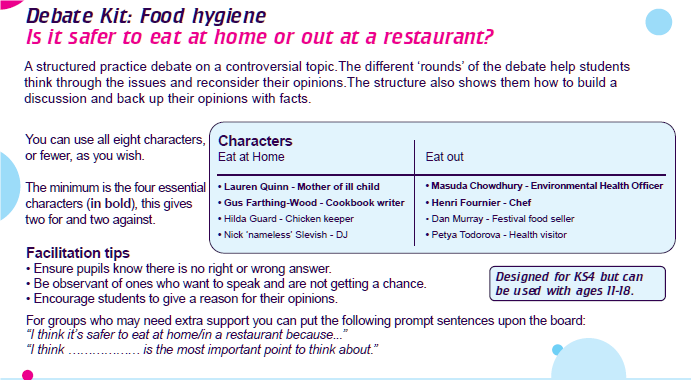 Debate Kit: Food hygiene
Is it safer to eat at home or out at a restaurant?
A structured practice debate on a controversial topic.The different ‘rounds’ of the debate help students
think through the issues and reconsider their opinions.The structure also shows them how to build a
discussion and back up their opinions with facts.
You can use all eight characters,
or fewer, as you wish.
The minimum is the four essential
characters (in bold), this gives
two for and two against.
Characters
Eat at Home
• Lauren Quinn - Mother of ill child
• Gus Farthing-Wood - Cookbook writer
• Hilda Guard - Chicken keeper
• Nick 'nameless' Slevish - DJ
Eat out
• Masuda Chowdhury - Environmental Health Officer
• Henri Fournier - Chef
• Dan Murray - Festival food seller
• Petya Todorova - Health visitor
Facilitation tips
• Ensure pupils know there is no right or wrong answer.
• Be observant of ones who want to speak and are not getting a chance.
• Encourage students to give a reason for their opinions.
Designed for KS4 but can
be used with ages 11-18.
For groups who may need extra support you can put the following prompt sentences upon the board:
“I think it’s safer to eat at home/in a restaurant because...”
“I think ……………… is the most important point to think about.”